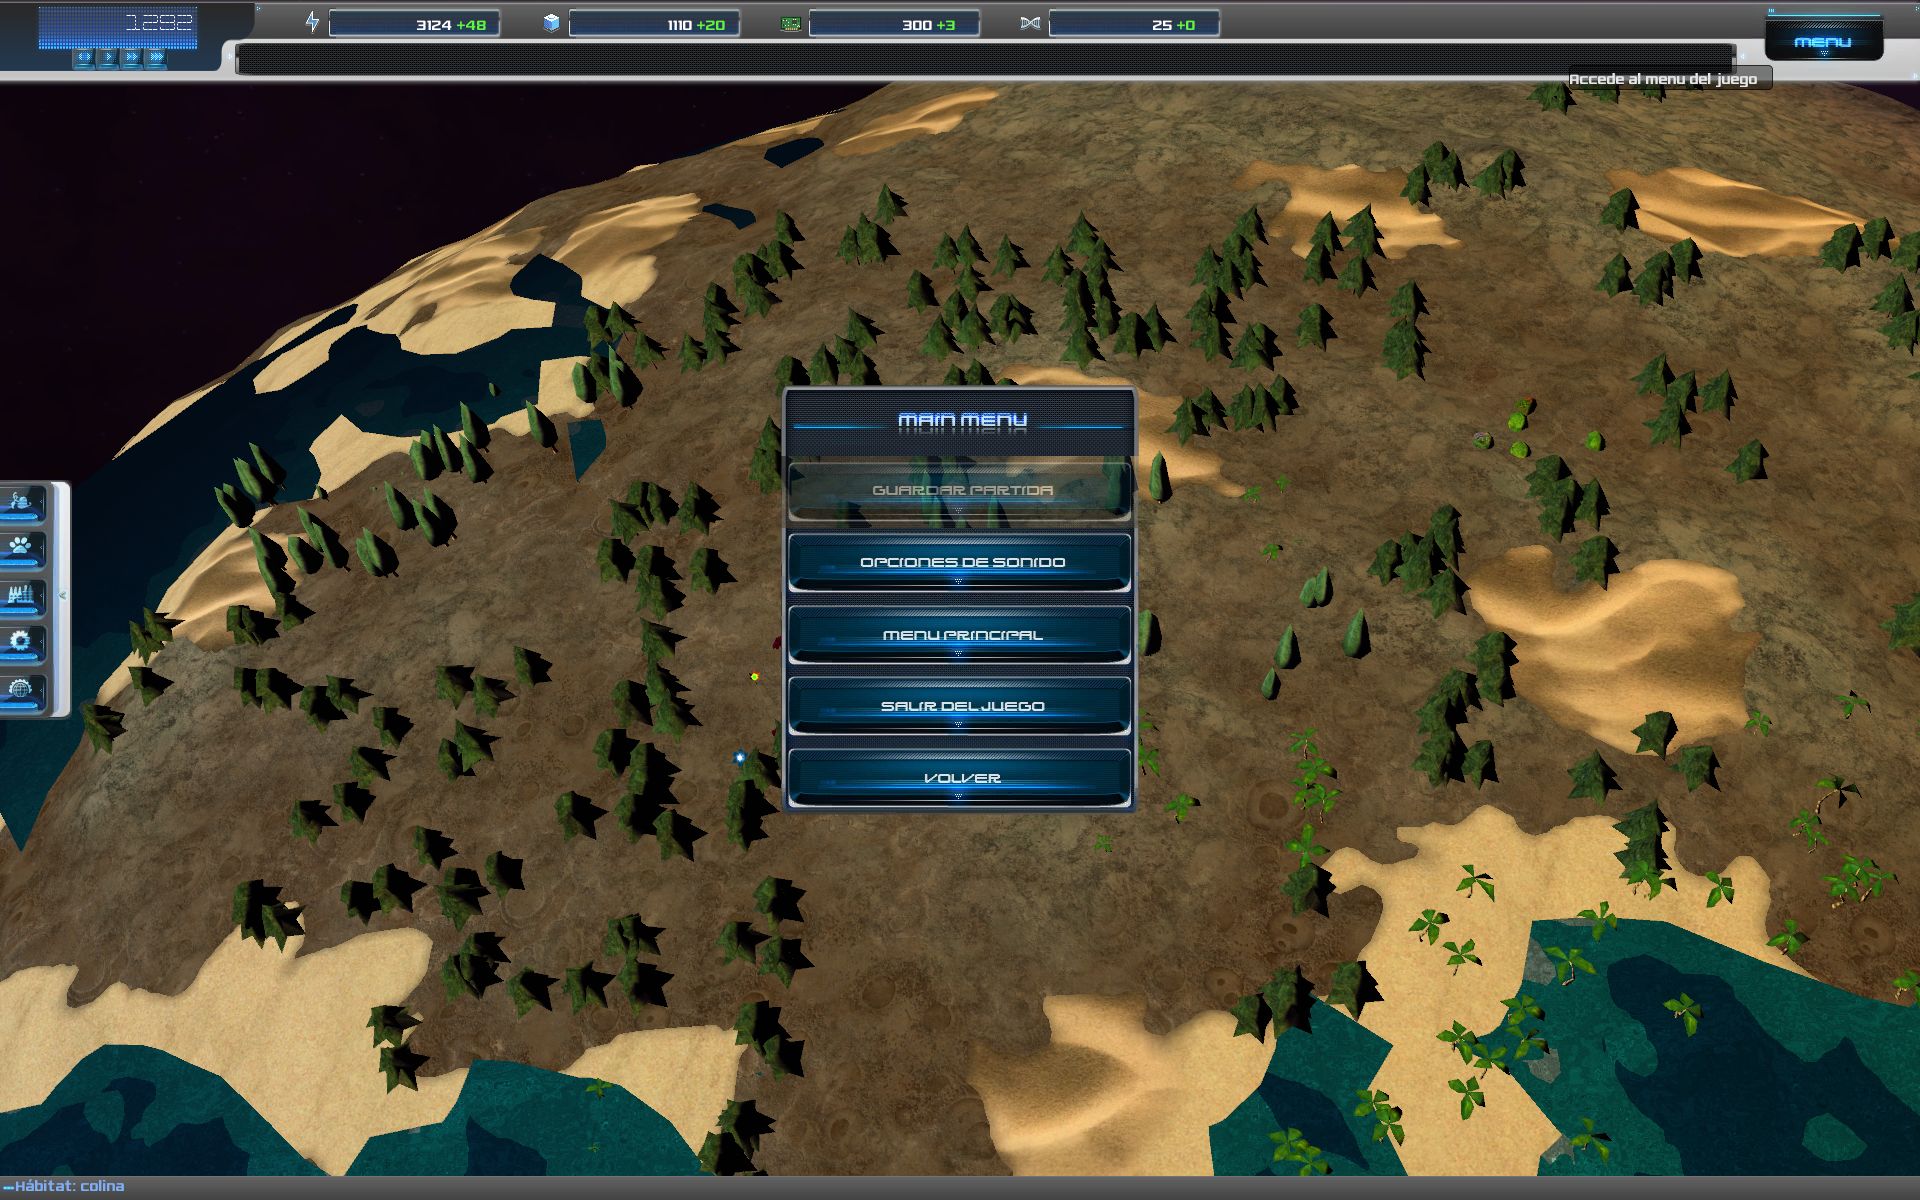 1292
3124 +48
1110 +20
300 +3
25 +0
MENU
Accede al menu del juego
MAIN MENU
GUARDAR PARTIDA
OPCIONES DE SONIDO
MENU PRINCIPAL
SALIR DEL JUEGO
VOLVER
Hábitat: colina